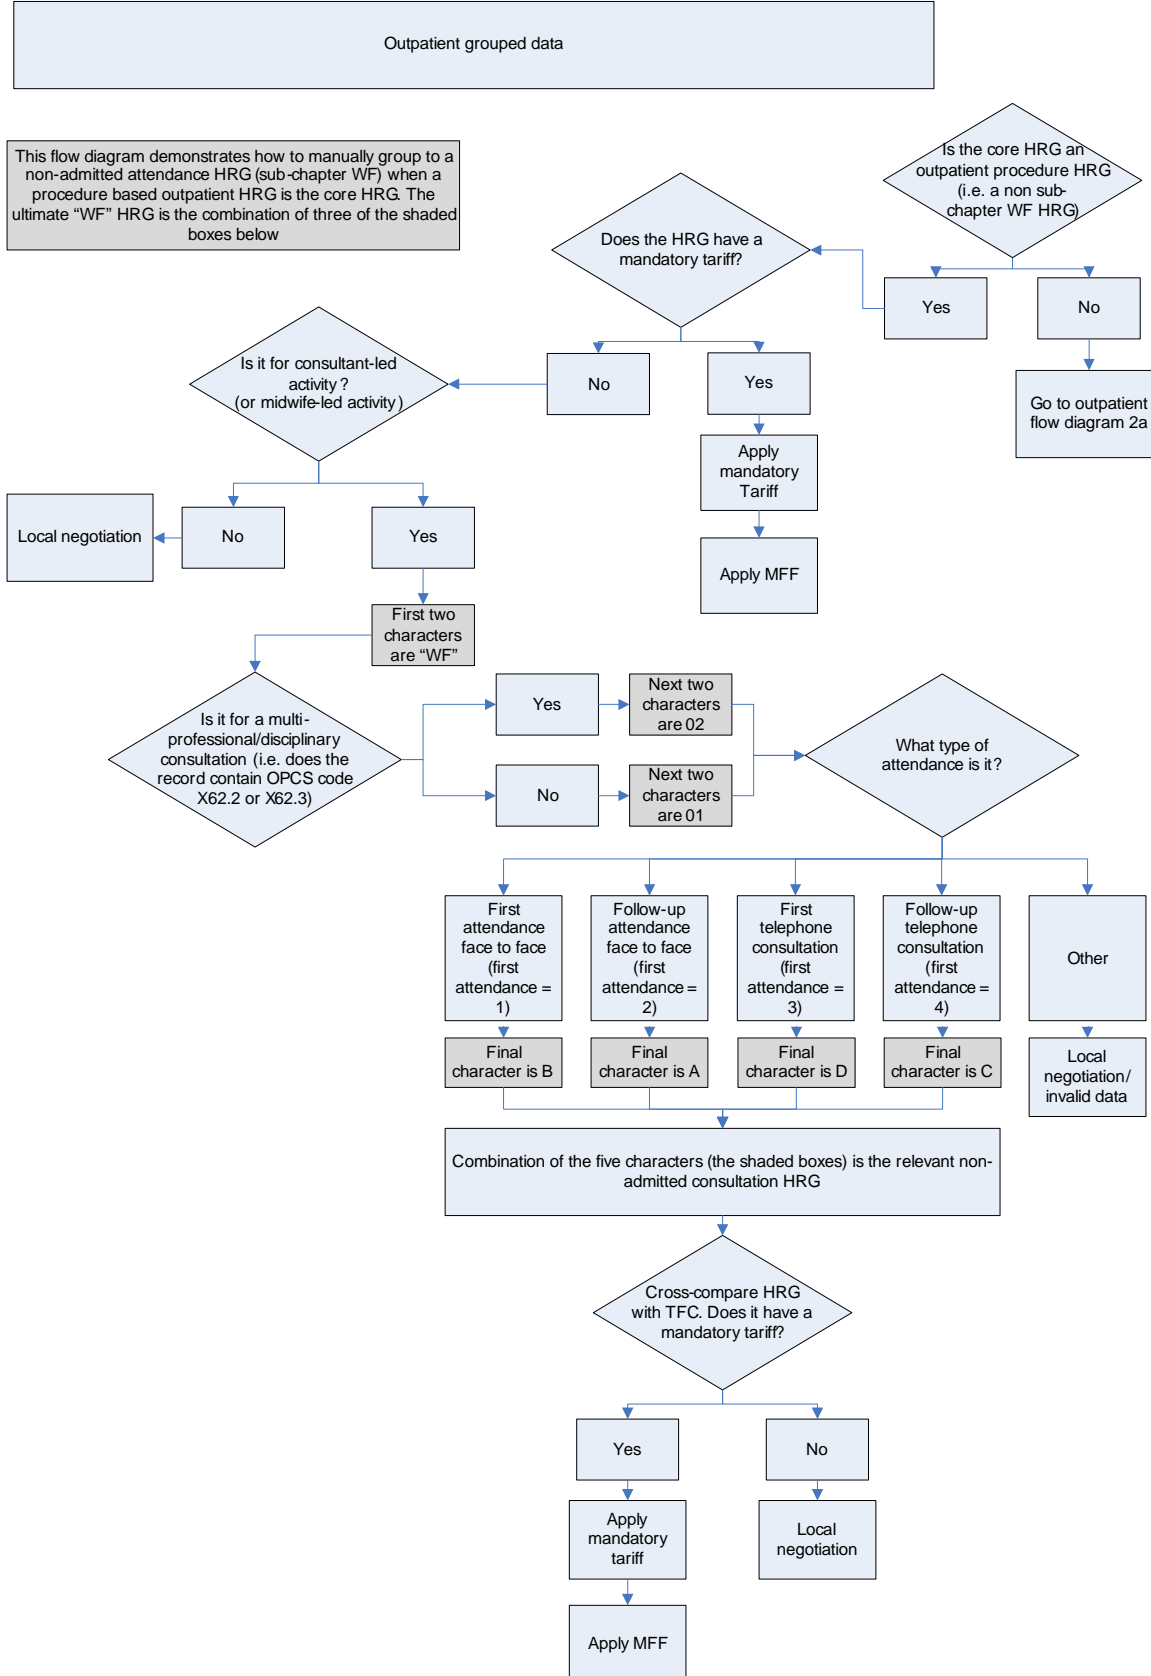 Outpatient grouped data
This flow diagram demonstrates how to manually group to a
non-admitted attendance HRG (sub-chapter WF) when a
procedure based outpatient HRG is the core HRG. The
ultimate “WF” HRG is the combination of three of the shaded
boxes below
Is the core HRG an
outpatient procedure HRG
(i.e. a non sub-
chapter WF HRG)
Does the HRG have a
mandatory tariff?
Yes
No
Is it for consultant-led
activity ?
(or midwife-led activity)
No
Yes
Go to outpatient
flow diagram 2a
Apply
mandatory
Tariff
Local negotiation
No
Yes
Apply MFF
First two
characters
are “WF”
Is it for a multi-
professional/disciplinary
consultation (i.e. does the
record contain OPCS code
X62.2 or X62.3)
Yes
Next two
characters
are 02
No
Next two
characters
are 01
What type of
attendance is it?
First
attendance
face to face
(first
attendance =
1)
Follow-up
attendance
face to face
(first
attendance =
2)
First
telephone
consultation
(first
attendance =
3)
Follow-up
telephone
consultation
(first
attendance =
4)
Other
Final
character is B
Final
character is A
Final
character is D
Final
character is C
Local
negotiation/
invalid data
Combination of the five characters (the shaded boxes) is the relevant non-
admitted consultation HRG
Cross-compare HRG
with TFC. Does it have a
mandatory tariff?
Yes
No
Apply
mandatory
tariff
Local
negotiation
Apply MFF